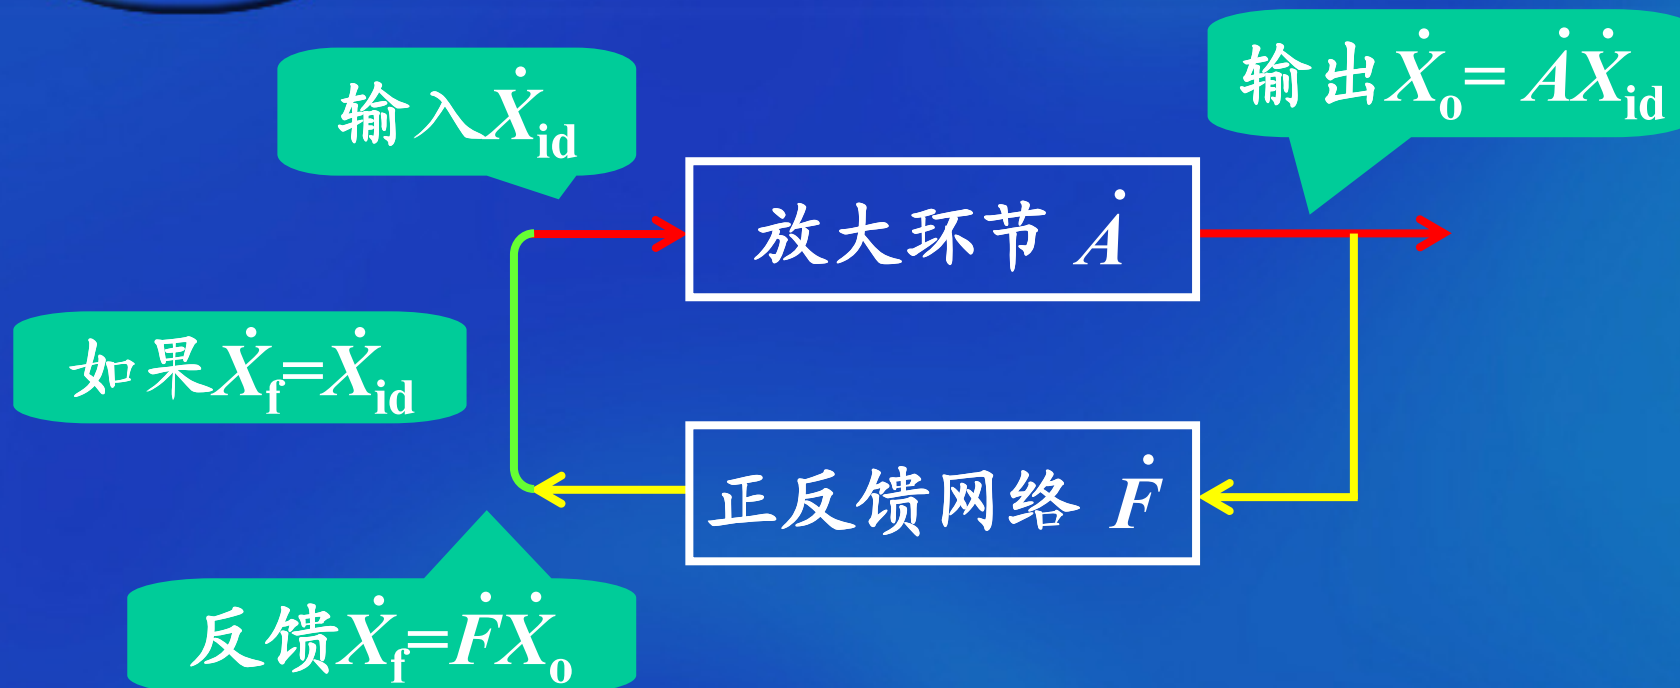 输入Ẋid
输出Ẋo= ȦẊid
放大环节 Ȧ
如果Ẋf=Ẋid
正反馈网络 Ḟ
反馈Ẋf=ḞẊo